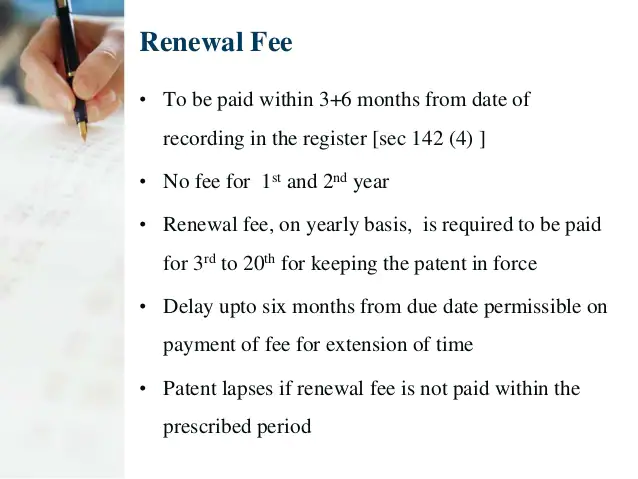 Renewal Fee
• To be paid within 3+6 months from date of
recording in the register [sec 142 (4) ]
• No fee for 1st and 2nd year
• Renewal fee, on yearly basis, is required to be paid
for 3rd to 20th for keeping the patent in force
• Delay upto six months from due date permissible on
payment of fee for extension of time
• Patent lapses if renewal fee is not paid within the
prescribed period